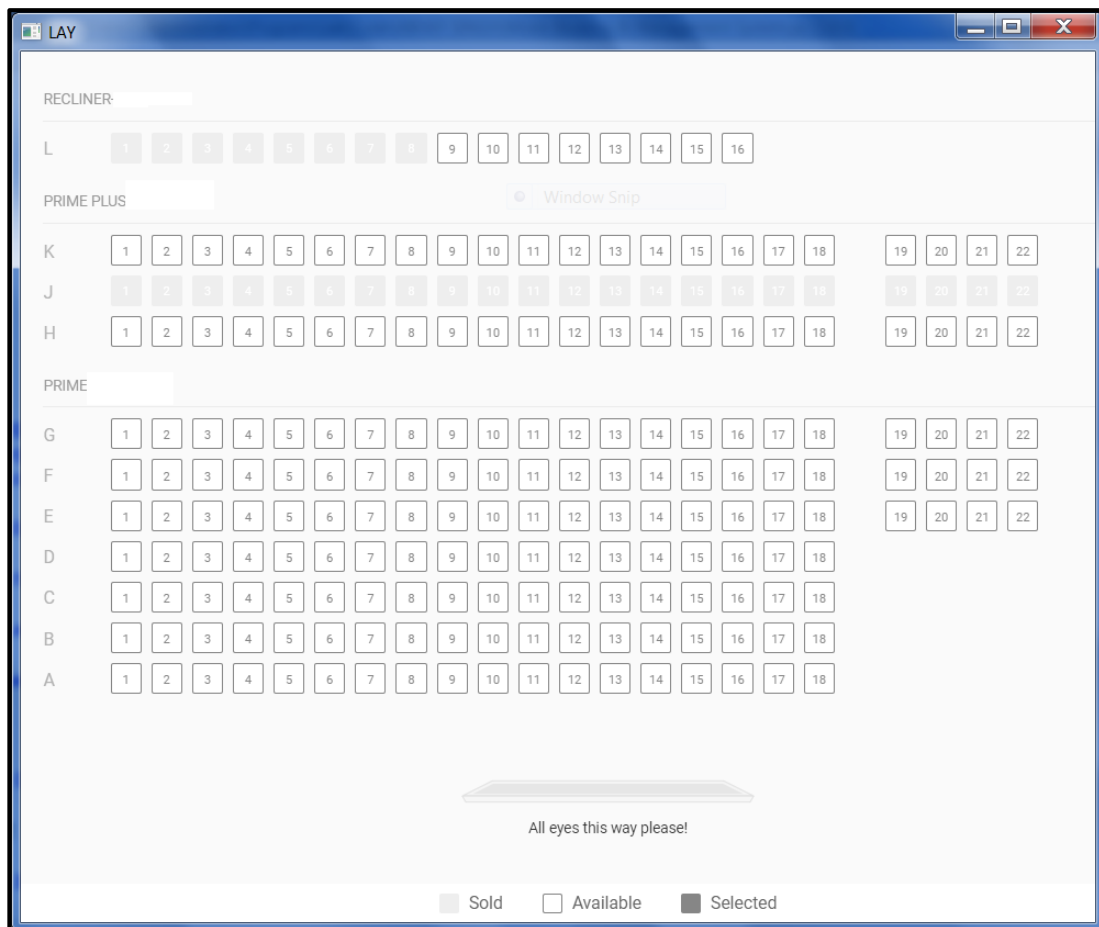 LAY
RECLINER
L 1 2 3 4 5 6 7 8 9 10 11 12 13 14 15 16
PRIME PLUS
Window Snip
K 1 2 3 4 5 6 7 8 9 10 11 12 13 14 15 16 17 18 19 20 21 22
J 1 2 3 4 5 6 7 8 9 10 11 12 13 14 15 16 17 18 19 20 21 22
H 1 2 3 4 5 6 7 8 9 10 11 12 13 14 15 16 17 18 19 20 21 22
PRIME
G 1 2 3 4 5 6 7 8 9 10 11 12 13 14 15 16 17 18 19 20 21 22
F 1 2 3 4 5 6 7 8 9 10 11 12 13 14 15 16 17 18 19 20 21 22
E 1 2 3 4 5 6 7 8 9 10 11 12 13 14 15 16 17 18 19 20 21 22
D 1 2 3 4 5 6 7 8 9 10 11 12 13 14 15 16 17 18
C 1 2 3 4 5 6 7 8 9 10 11 12 13 14 15 16 17 18
B 1 2 3 4 5 6 7 8 9 10 11 12 13 14 15 16 17 18
A 1 2 3 4 5 6 7 8 9 10 11 12 13 14 15 16 17 18
All eyes this way please!
Sold Available Selected